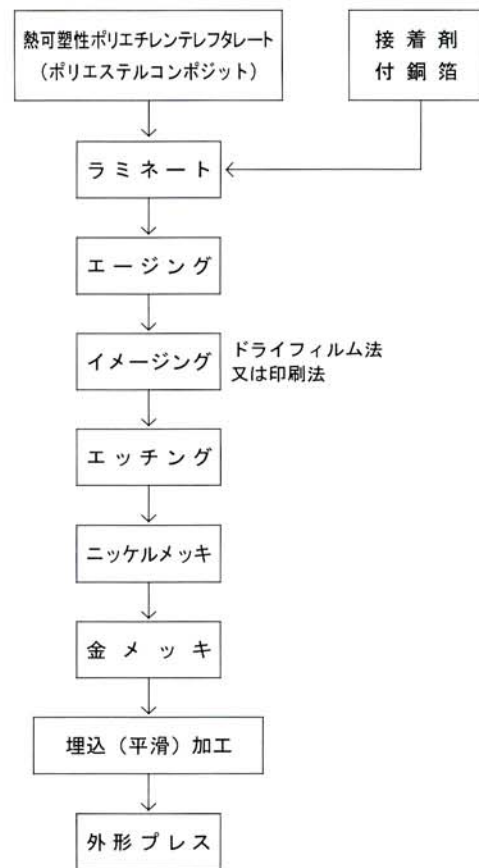 熱可塑性ポリエチレンテレフタレート
(ポリエステルコンポジット)
接着剤
付銅箔
ラミネート
エージング
イメージング
ドライフィルム法
又は印刷法
エッチング
ニッケルメッキ
金メッキ
埋込(平滑)加工
外形プレス